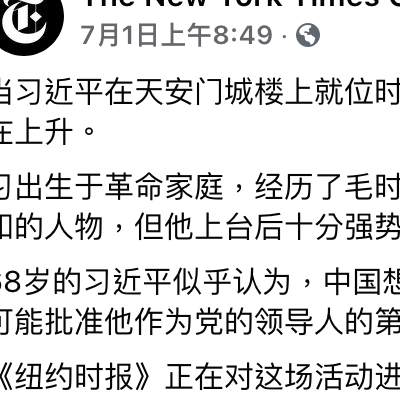 The New York Times
7月1日上午8:49 ·
当习近平在天安门城楼上就位时
在上升。
习出生于革命家庭，经历了毛时
和的人物，但他上台后十分强势
68岁的习近平似乎认为，中国想
可能批准他作为党的领导人的第
《纽约时报》正在对这场活动进